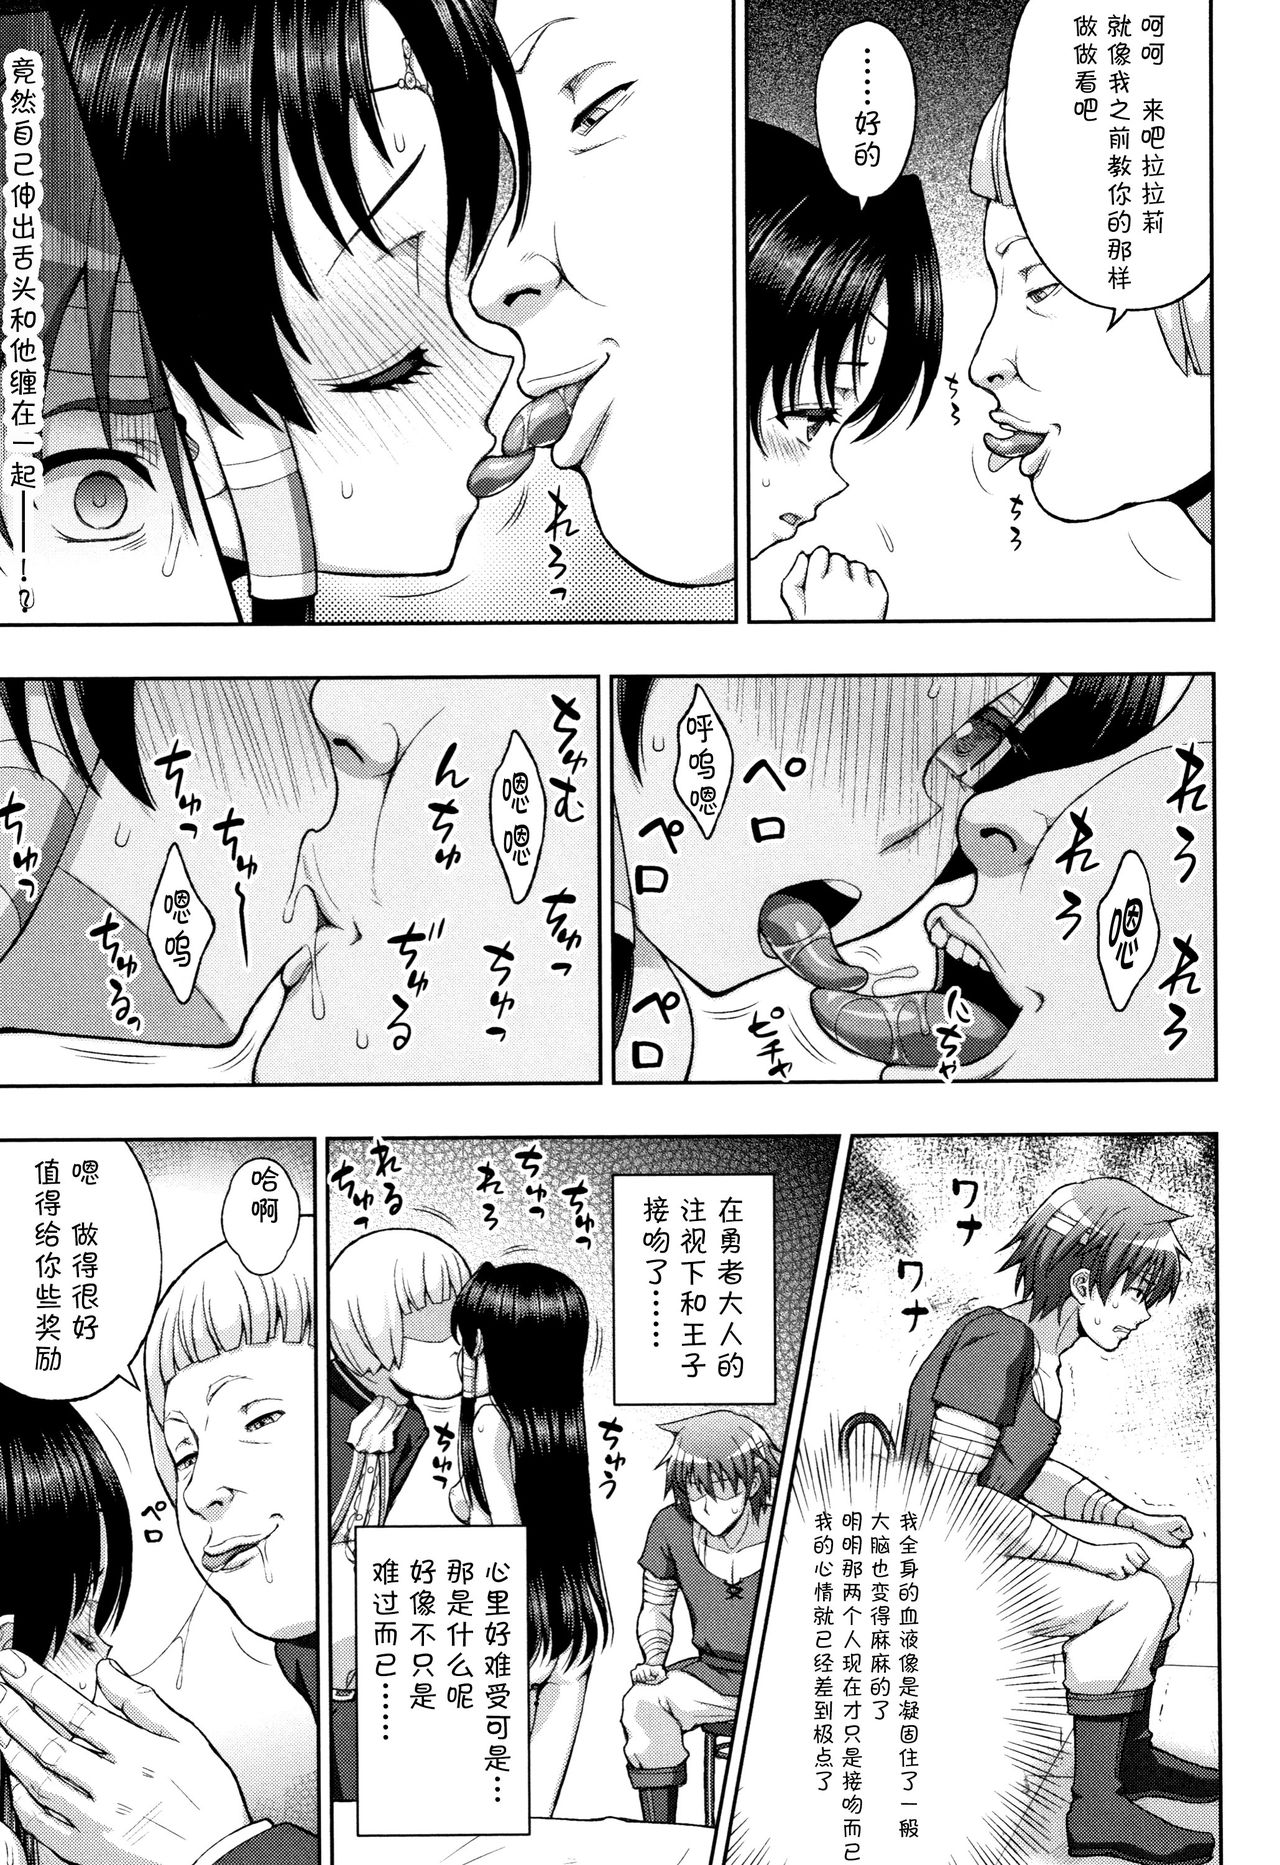 呵呵 来吧拉拉莉
就像我之前教你的那样
做做看吧
……好的
ちろ
ちろ
れろっ
竟然自己伸出舌头和他缠在一起——!?
れろ
れろ
れろ
嗯
呼呜嗯
ペロ
ペロ
ペロ
ピチャ
にちゃ
ちゅむ
嗯嗯
んちゅ
ちゅっ
ちゅっ
ぢゅる
ちゅ〜
ちゅっ
嗯呜
ちゅっ
ちゅるっ
ワナ
ワナ
我全身的血液像是凝固住了一般
大脑也变得麻麻的了
明明那两个人现在才只是接吻而已
我的心情就已经差到极点了
在勇者大人的
注视下和王子
接吻了……
ちゅっ
ちゅっ
れろ
れる
ちゅっ
ちゅう
心里好难受可是…
那是什么呢
好像不只是
难过而已……
哈啊
嗯 做得很好
值得给你些奖励
ペロ